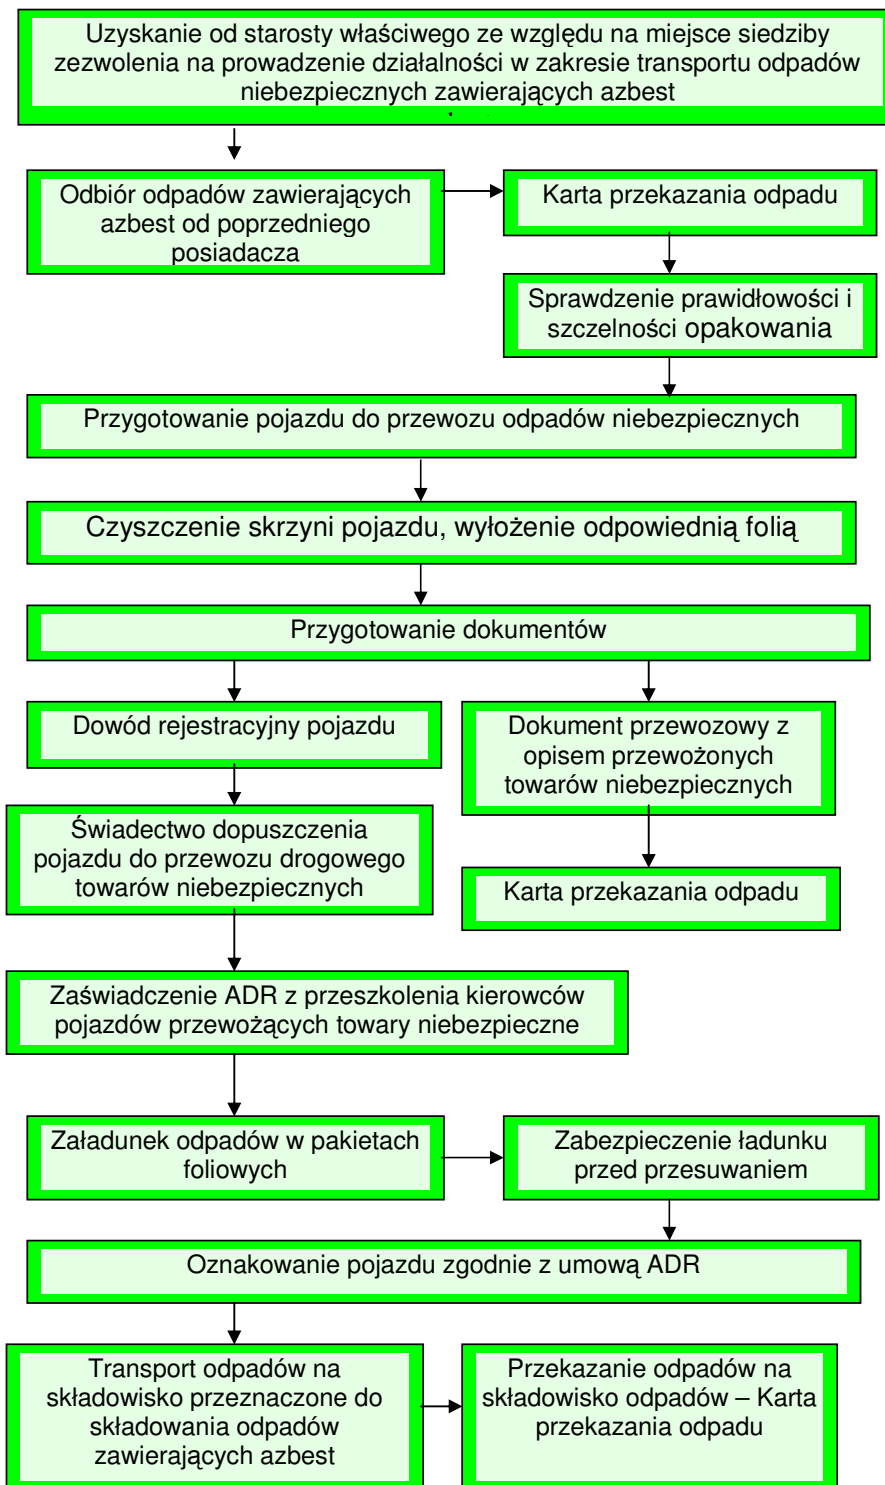 Uzyskanie od starosty właściwego ze względu na miejsce siedziby
zezwolenia na prowadzenie działalności w zakresie transportu odpadów
niebezpiecznych zawierających azbest
Odbiór odpadów zawierających
azbest od poprzedniego
posiadacza
Karta przekazania odpadu
Sprawdzenie prawidłowości i
szczelności opakowania
Przygotowanie pojazdu do przewozu odpadów niebezpiecznych
Czyszczenie skrzyni pojazdu, wyłożenie odpowiednią folią
Przygotowanie dokumentów
Dowód rejestracyjny pojazdu
Dokument przewozowy z
opisem przewożonych
towarów niebezpiecznych
Świadectwo dopuszczenia
pojazdu do przewozu drogowego
towarów niebezpiecznych
Karta przekazania odpadu
Zaświadczenie ADR z przeszkolenia kierowców
pojazdów przewożących towary niebezpieczne
Załadunek odpadów w pakietach
foliowych
Zabezpieczenie ładunku
przed przesuwaniem
Oznakowanie pojazdu zgodnie z umową ADR
Transport odpadów na
składowisko przeznaczone do
składowania odpadów
zawierających azbest
Przekazanie odpadów na
składowisko odpadów – Karta
przekazania odpadu